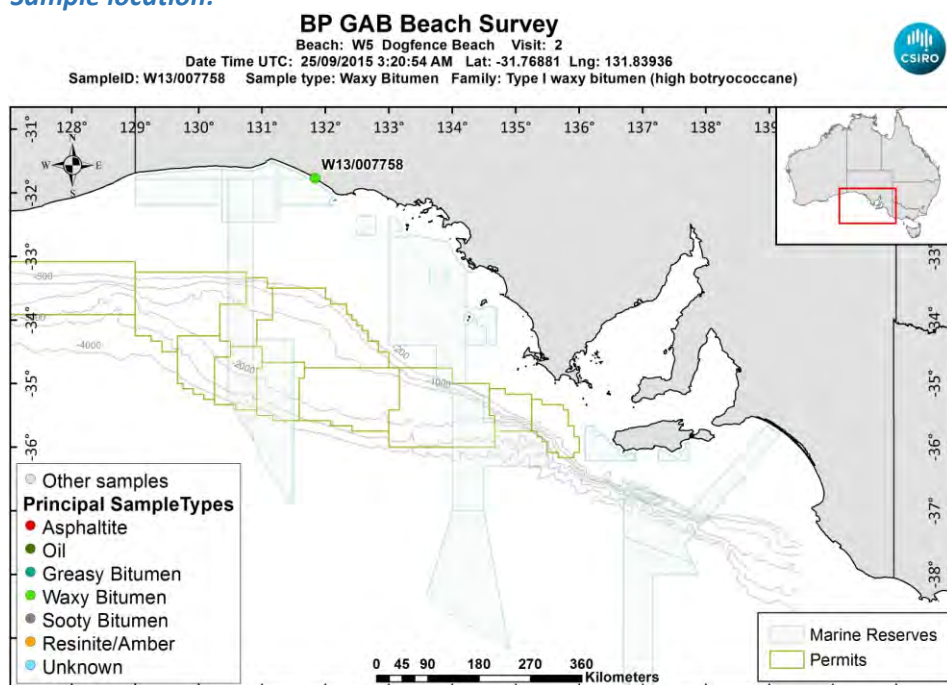 Sample location:
BP GAB Beach Survey
Beach: W5 Dogfence Beach Visit: 2
Date Time UTC: 25/09/2015 3:20:54 AM Lat: -31.76881 Lng: 131.83936
SampleID: W13/007758 Sample type: Waxy Bitumen Family: Type I waxy bitumen (high botryococcane)
CSIRO
128° 129° 130° 131° 132° 133° 134° 135° 136° 137° 138° 139
-31°
-32°
-33°
-34°
-35°
-36°
-37°
-38°
-31°
-32°
-33°
-34°
-35°
-36°
-37°
-38°
N
W E
S
W13/007758
-4000
-2000
-200
-1000
Other samples
Principal SampleTypes
Asphaltite
Oil
Greasy Bitumen
Waxy Bitumen
Sooty Bitumen
Resinite/Amber
Unknown
0 45 90 180 270 360
Kilometers
Marine Reserves
Permits